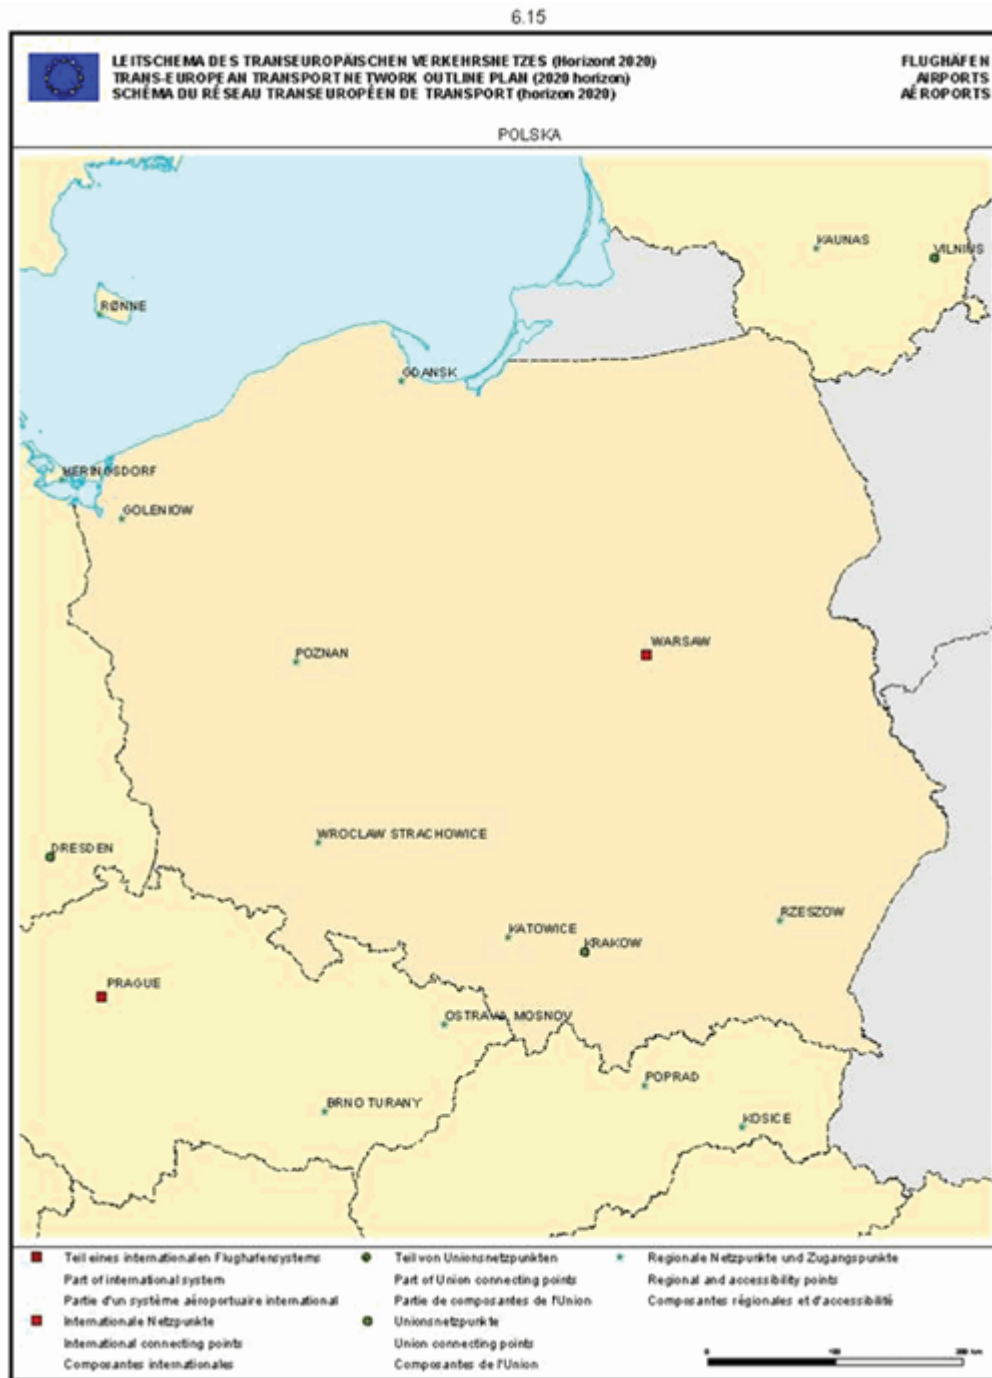 6.15
LEITSCHEMA DES TRANSEUROPÄISCHEN VERKEHRSNETZES (Horizont 2020)
TRANS-EUROPEAN TRANSPORT NETWORK OUTLINE PLAN (2020 horizon)
SCHÉMA DU RÉSEAU TRANSEUROPÉEN DE TRANSPORT (horizon 2020)
FLUGHÄFEN
AIRPORTS
AÉROPORTS
POLSKA
KAUNAS
VILNIUS
RØNNE
GDANSK
HERINGSDORF
GOLENIOW
WARSAW
POZNAN
WROCLAW STRACHOWICE
DRESDEN
RZESZOW
KATOWICE
KRAKOW
PRAGUE
OSTRAVA MOSNOV
POPRAD
BRNO TURANY
KOSICE
Teil eines internationalen Flughafensystems
Part of international system
Partie d'un système aéroportuaire international
Internationale Netzpunkte
International connecting points
Composantes internationales
Teil von Unionsnetzpunkten
Part of Union connecting points
Partie de composantes de l'Union
Unionsnetzpunkte
Union connecting points
Composantes de l'Union
Regionale Netzpunkte und Zugangspunkte
Regional and accessibility points
Composantes régionales et d'accessibilité
0 100 200 km